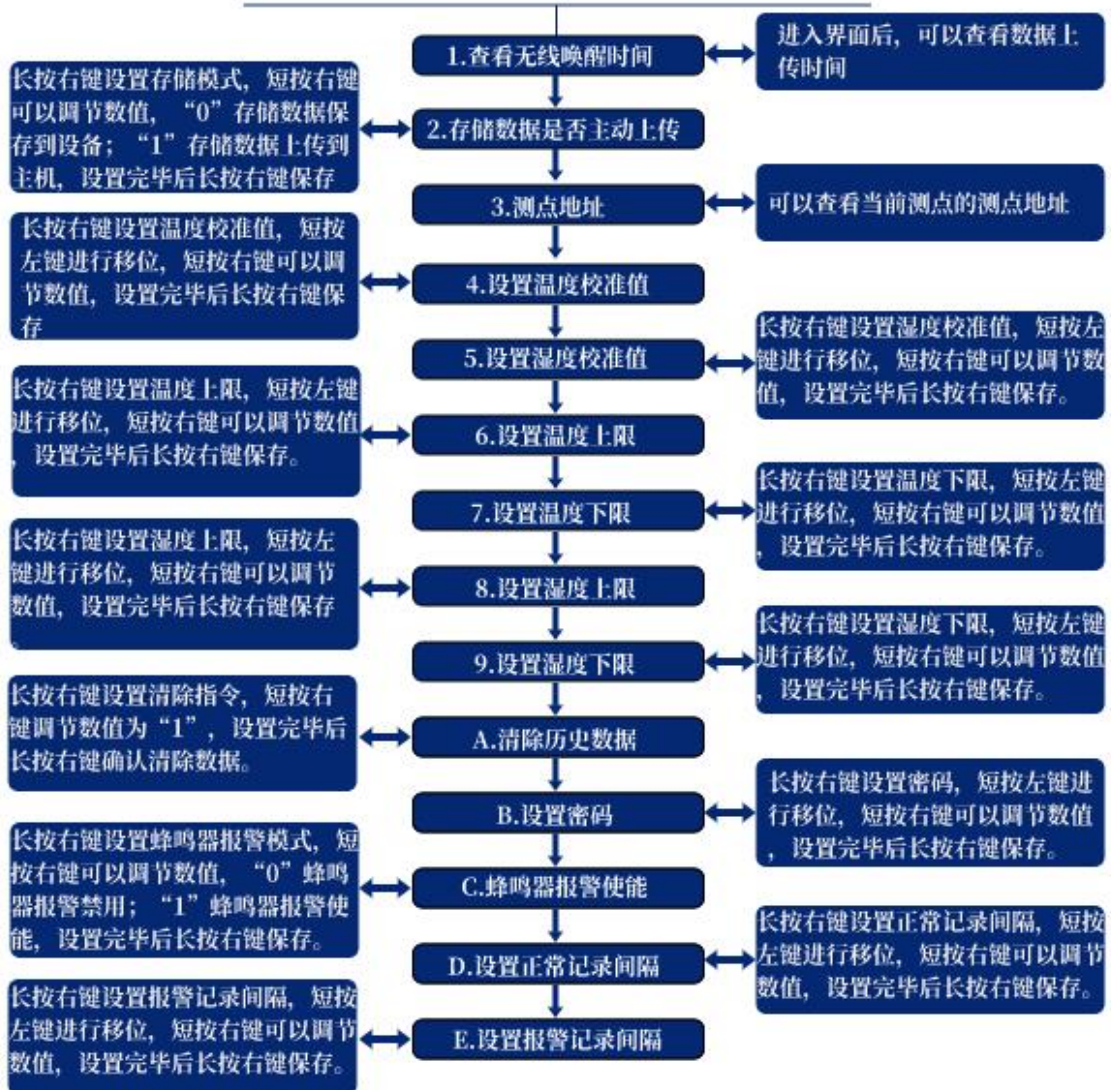 1.查看无线唤醒时间
进入界面后，可以查看数据上
传时间
长按右键设置存储模式，短按右键
可以调节数值，“0”存储数据保
存到设备；“1”存储数据上传到
主机，设置完毕后长按右键保存
2.存储数据是否主动上传
3.测点地址
可以查看当前测点的测点地址
长按右键设置温度校准值，短按
左键进行移位，短按右键可以调
节数值，设置完毕后长按右键保
存
4.设置温度校准值
5.设置湿度校准值
长按右键设置湿度校准值，短按左
键进行移位，短按右键可以调节数
值，设置完毕后长按右键保存。
长按右键设置温度上限，短按左键
进行移位，短按右键可以调节数值
，设置完毕后长按右键保存。
6.设置温度上限
7.设置温度下限
长按右键设置温度下限，短按左键
进行移位，短按右键可以调节数值
，设置完毕后长按右键保存。
长按右键设置湿度上限，短按左
键进行移位，短按右键可以调节
数值，设置完毕后长按右键保存
。
8.设置湿度上限
9.设置湿度下限
长按右键设置湿度下限，短按左键
进行移位，短按右键可以调节数值
，设置完毕后长按右键保存。
长按右键设置清除指令，短按右
键调节数值为“1”，设置完毕后
长按右键确认清除数据。
A.清除历史数据
B.设置密码
长按右键设置密码，短按左键进
行移位，短按右键可以调节数值
，设置完毕后长按右键保存。
长按右键设置蜂鸣器报警模式，短
按右键可以调节数值，“0”蜂鸣
器报警禁用；“1”蜂鸣器报警使
能，设置完毕后长按右键保存。
C.蜂鸣器报警使能
D.设置正常记录间隔
长按右键设置正常记录间隔，短按
左键进行移位，短按右键可以调节
数值，设置完毕后长按右键保存。
长按右键设置报警记录间隔，短按
左键进行移位，短按右键可以调节
数值，设置完毕后长按右键保存。
E.设置报警记录间隔